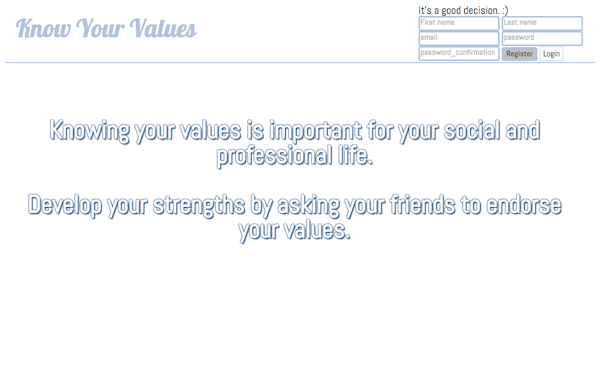 Know Your Values
It's a good decision. :)
First name Last name
email password
password_confirmation Register Login
Knowing your values is important for your social and
professional life.
Develop your strengths by asking your friends to endorse
your values.